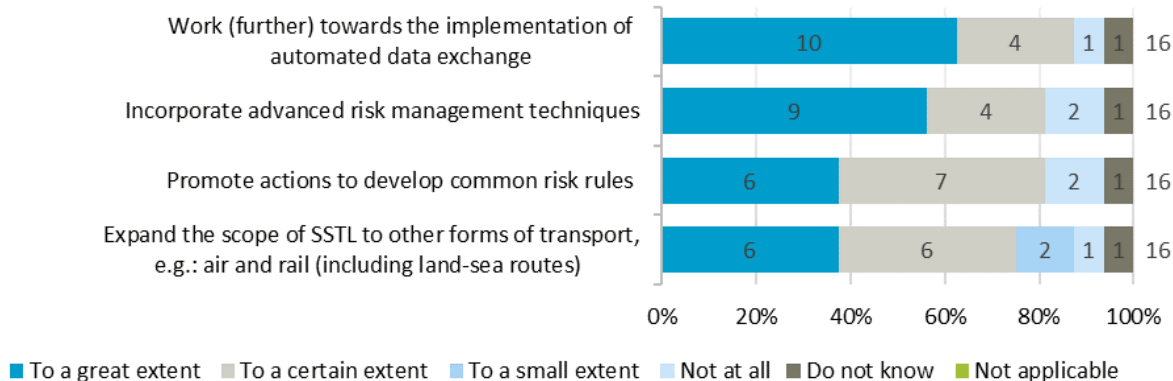 Work (further) towards the implementation of
automated data exchange
10 4 1 1 16
Incorporate advanced risk management techniques
9 4 2 1 16
Promote actions to develop common risk rules
6 7 2 1 16
Expand the scope of SSTL to other forms of transport,
e.g.: air and rail (including land-sea routes)
6 6 2 1 1 16
0% 20% 40% 60% 80% 100%
To a great extent To a certain extent To a small extent Not at all Do not know Not applicable